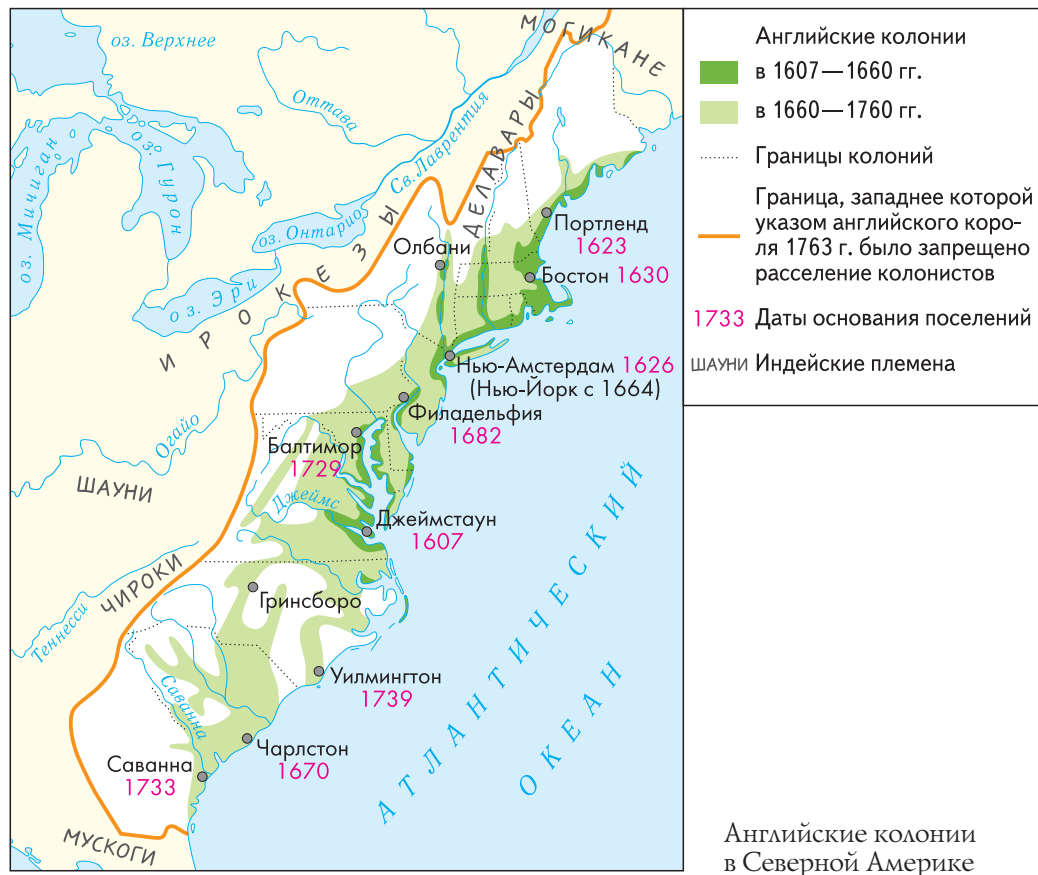 МОГИКАНЕ
оз. Верхнее
Оттава
Св. Лаврентия
ДЕЛАВАРЫ
оз. Мичиган
оз. Гурон
оз. Онтарио
оз. Эри
ИРОКЕЗЫ
Олбани
Портленд
1623
Бостон 1630
Нью-Амстердам 1626
(Нью-Йорк с 1664)
Филадельфия
1682
Балтимор
1729
Огайо
ШАУНИ
Джеймс
Джеймстаун
1607
ЧИРОКИ
Теннесси
Гринсборо
Уилмингтон
1739
Саванна
Чарлстон
1670
Саванна
1733
МУСКОГИ
АТЛАНТИЧЕСКИЙ
ОКЕАН
Английские колонии
в 1607—1660 гг.
в 1660—1760 гг.
Границы колоний
Граница, западнее которой
указом английского коро-
ля 1763 г. было запрещено
расселение колонистов
1733 Даты основания поселений
ШАУНИ Индейские племена
Английские колонии
в Северной Америке